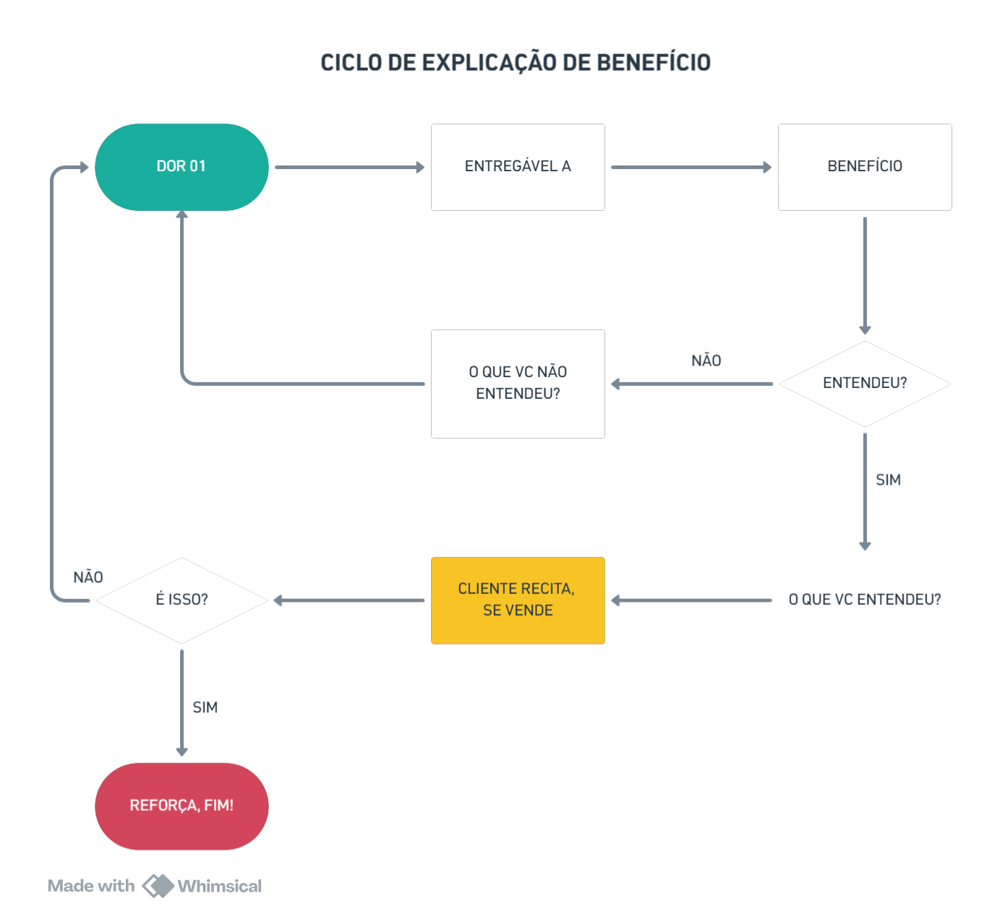 CICLO DE EXPLICAÇÃO DE BENEFÍCIO
DOR 01
ENTREGÁVEL A
BENEFÍCIO
O QUE VC NÃO
ENTENDEU?
NÃO
ENTENDEU?
SIM
NÃO
É ISSO?
CLIENTE RECITA,
SE VENDE
O QUE VC ENTENDEU?
SIM
REFORÇA, FIM!
Made with Whimsical